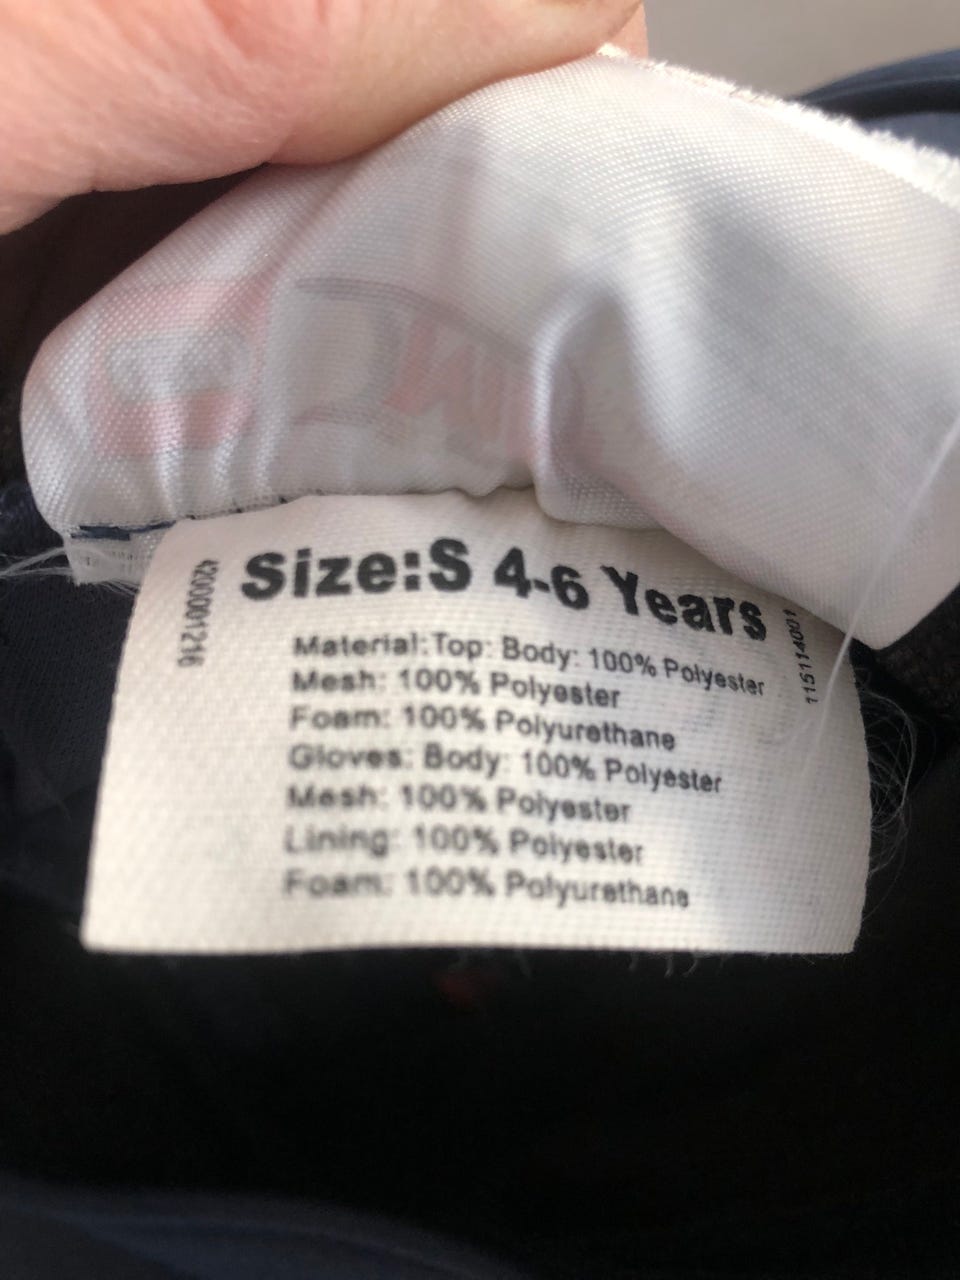 Size:S 4-6 Years
Material:Top: Body: 100% Polyester
Mesh: 100% Polyester
Foam: 100% Polyurethane
Gloves: Body: 100% Polyester
Mesh: 100% Polyester
Lining: 100% Polyester
Foam: 100% Polyurethane
4200001216
115114001